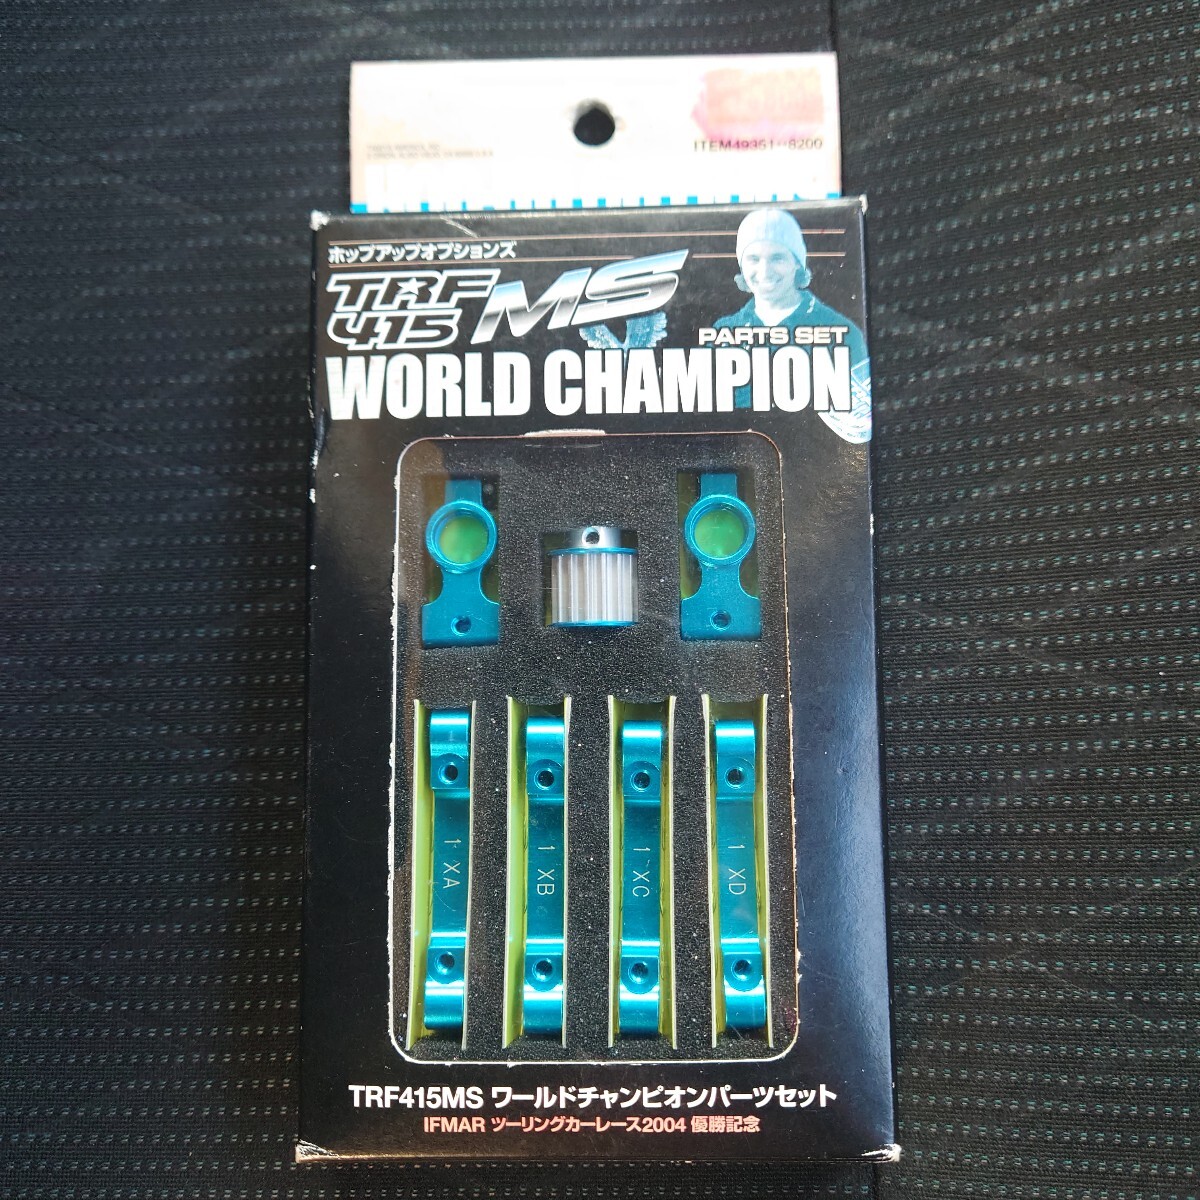 ITEM49351··8200
ホップアップオプションズ
TRF
415 MS
PARTS SET
WORLD CHAMPION
1 XA
1 XB
1 XC
1 XD
TRF415MS ワールドチャンピオンパーツセット
IFMAR ツーリングカーレース2004 優勝記念